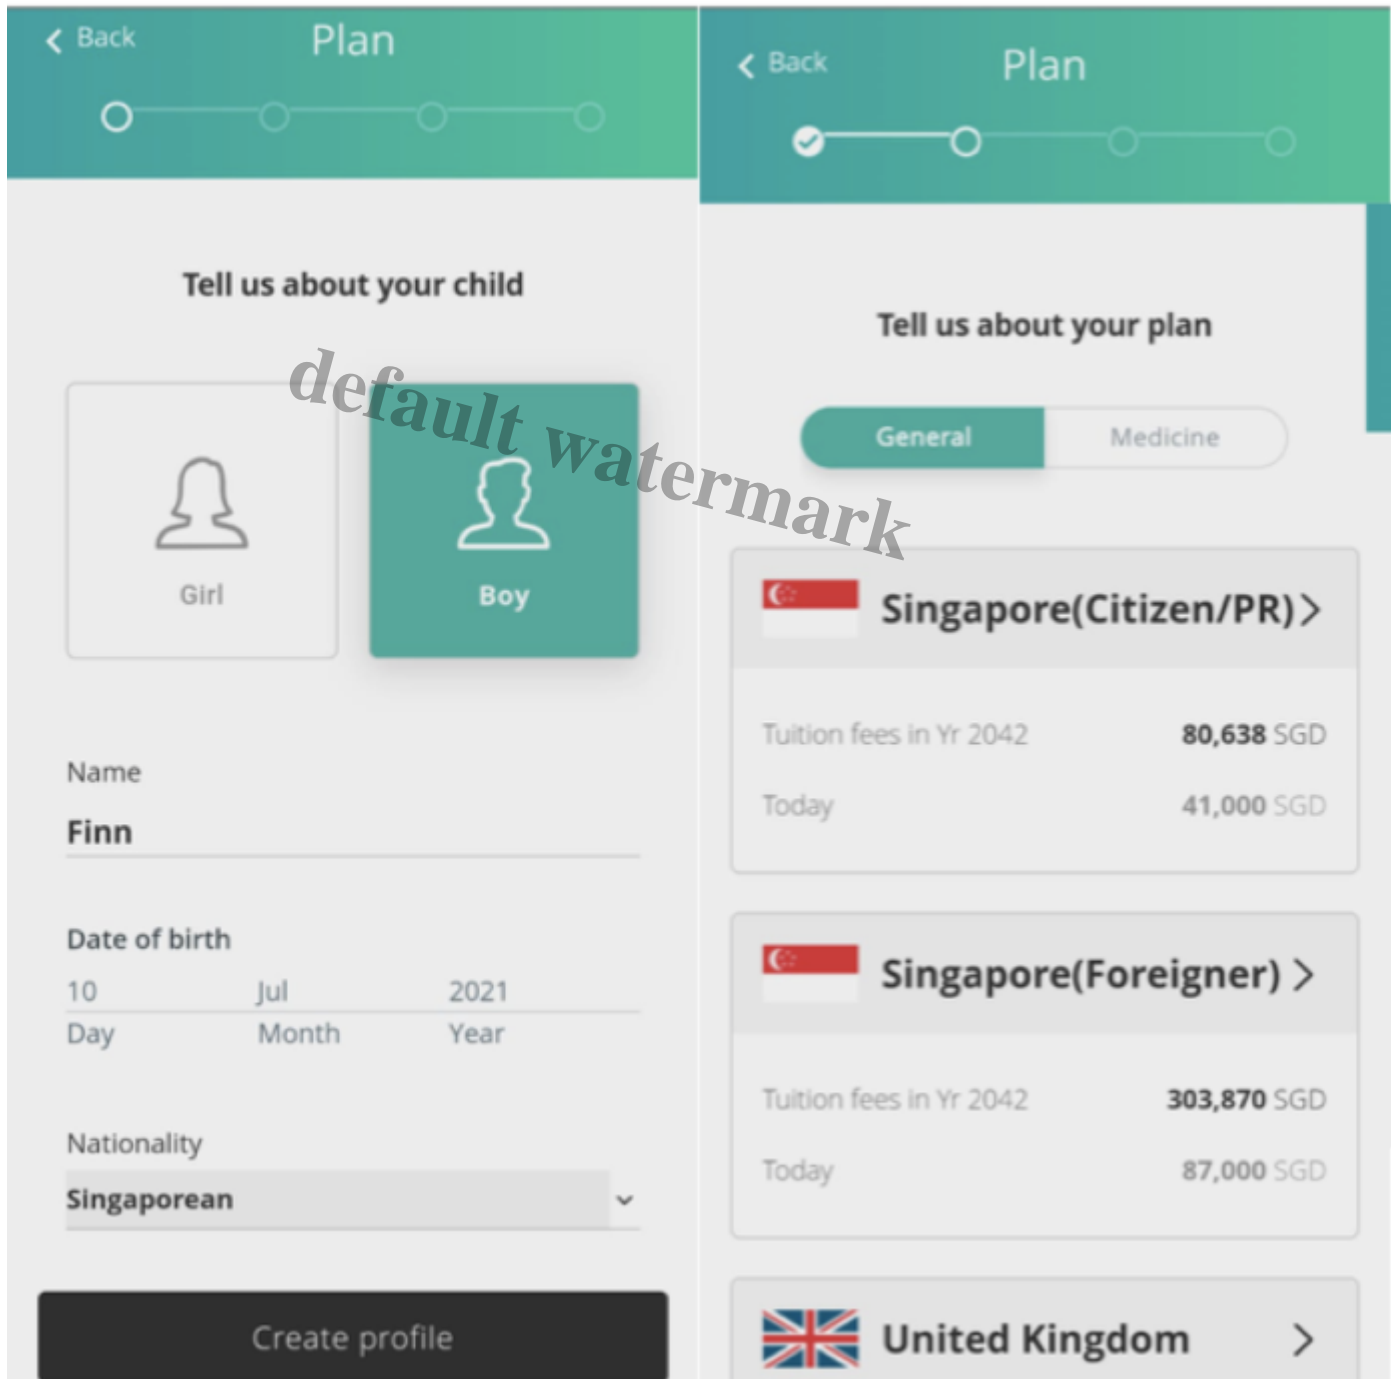 Back
Plan
Tell us about your child
Girl
Boy
Name
Finn
Date of birth
10 Jul 2021
Day Month Year
Nationality
Singaporean
Create profile
Back
Plan
Tell us about your plan
General Medicine
Singapore(Citizen/PR)
Tuition fees in Yr 2042 80,638 SGD
Today 41,000 SGD
Singapore(Foreigner)
Tuition fees in Yr 2042 303,870 SGD
Today 87,000 SGD
United Kingdom
default watermark